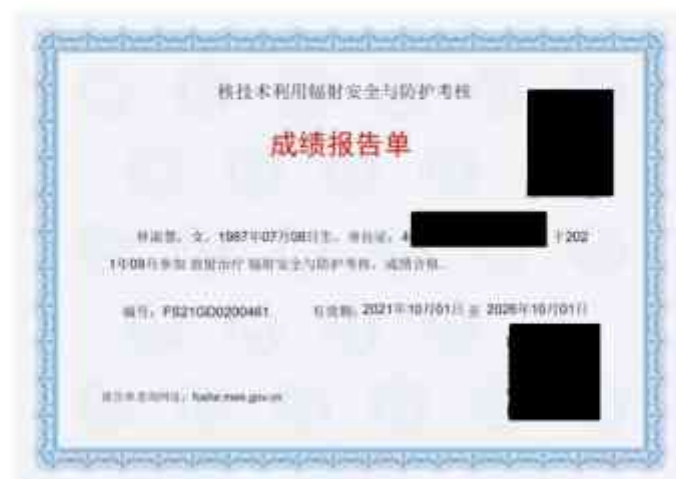 核技术利用辐射安全与防护考核
成绩报告单
女，1987年07月08日生，身份证：4 于202
1年09月参加 放射治疗 辐射安全与防护考核，成绩合格。
编号：FS21GD0200461 有效期：2021年10月01日 至 2026年10月01日
报告单查询网址：fushe.mee.gov.cn